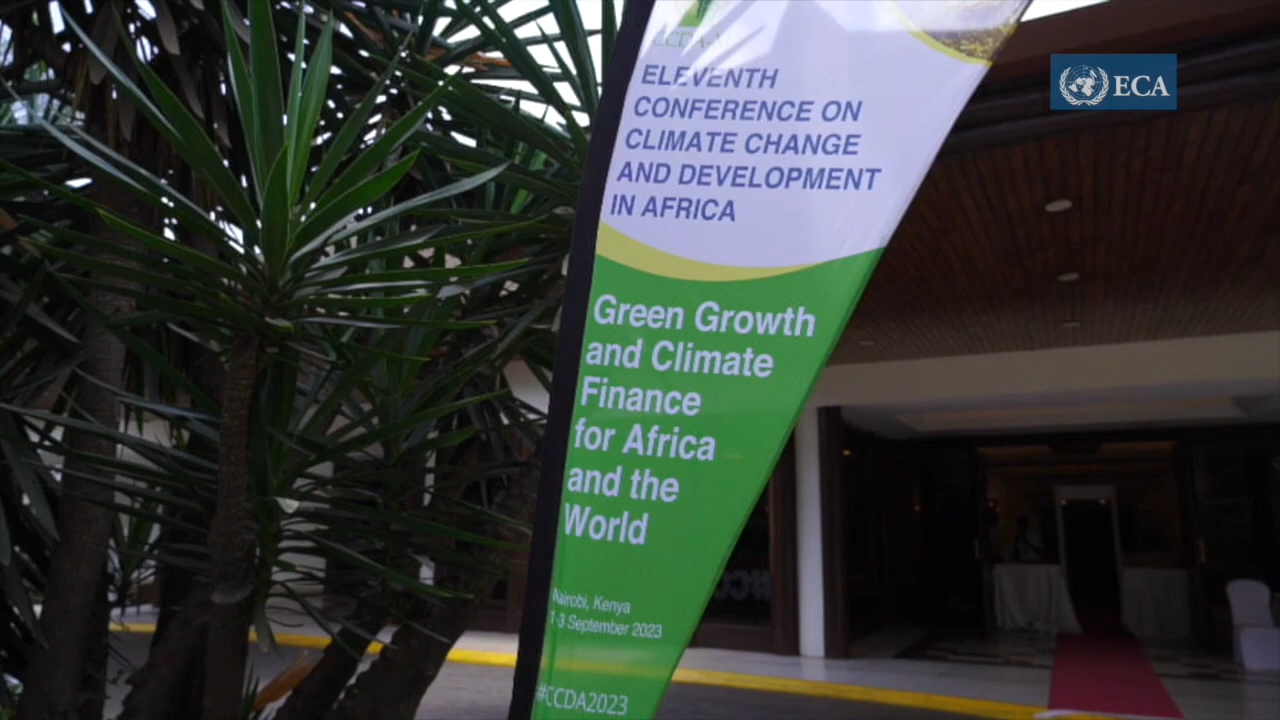 ECA
ELEVENTH
CONFERENCE ON
CLIMATE CHANGE
AND DEVELOPMENT
IN AFRICA
Green Growth
and Climate
Finance
for Africa
and the
World
Nairobi, Kenya
1-3 September 2023
#CCDA2023